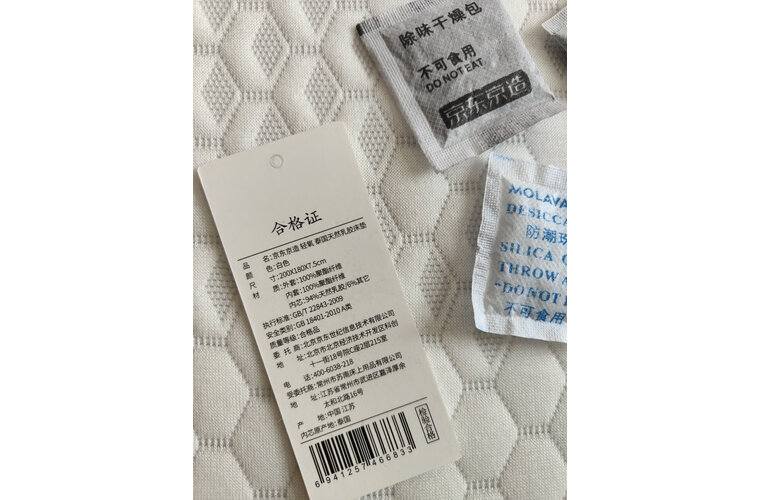 除味干燥包
不可食用
DO NOT EAT
京东京造
MOLAVA
DESICCA
防潮珠
SILICA G
THROW A
-DO NOT
不可食用
合格证
品 名:京东京造 轻氧 泰国天然乳胶床垫
颜 色:白色
尺 寸:200X180X7.5cm
材 质:外套:100%聚酯纤维
内套:100%聚酯纤维
内芯:94%天然乳胶/6%其它
执行标准:GB/T 22843-2009
安全类别:GB 18401-2010 A类
质量等级:合格品
委 托 商:北京京东世纪信息技术有限公司
地 址:北京市北京经济技术开发区科创
十一街18号院C座2层215室
电 话:400-6038-218
受委托商:常州市苏南床上用品有限公司
地 址:江苏省常州市武进区嘉泽厚余
太和北路16号
产 地:中国 江苏
内芯原产地:泰国
检验合格
6941257466833